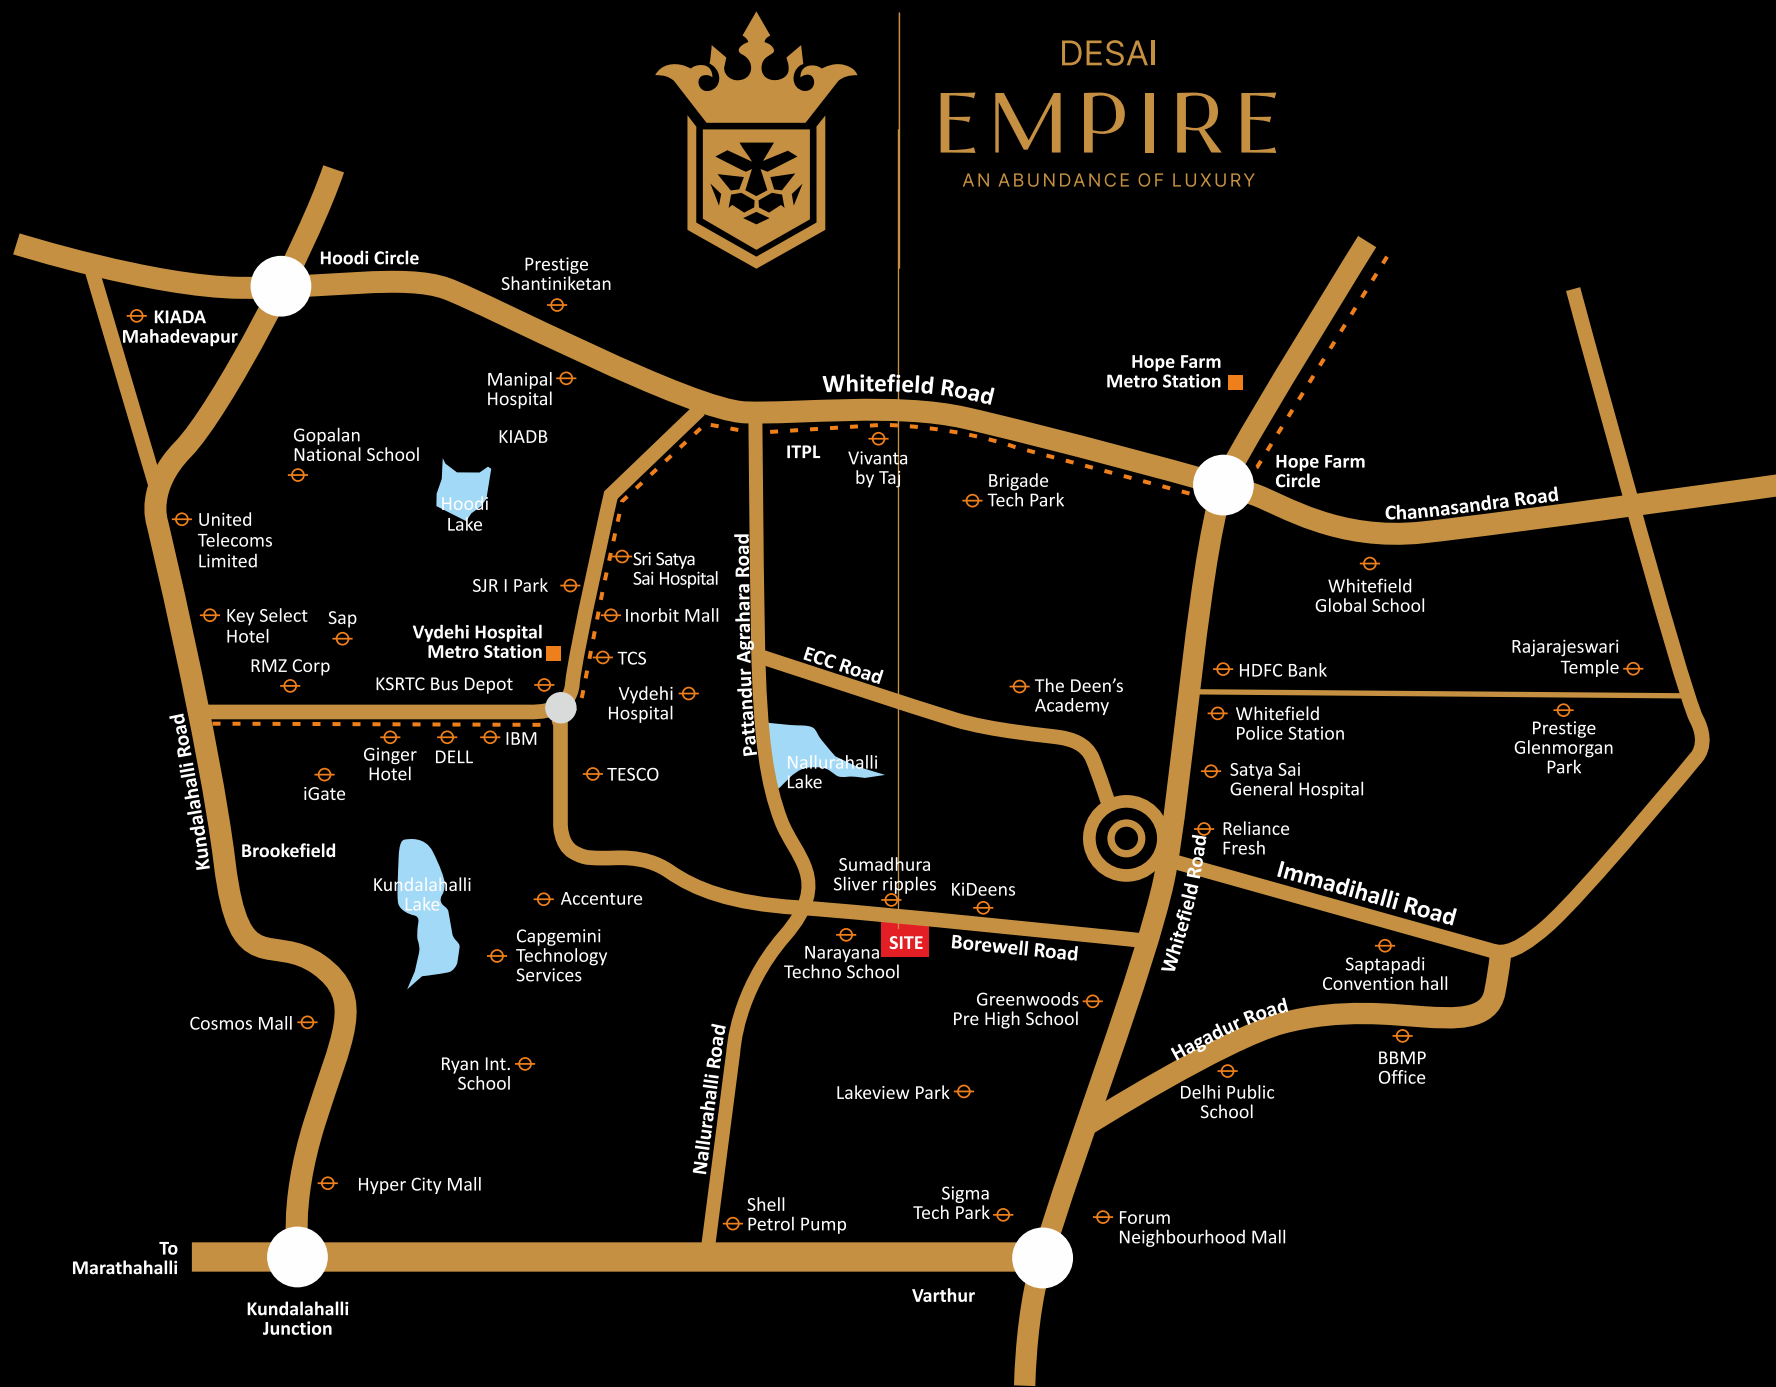 DESAI
EMPIRE
AN ABUNDANCE OF LUXURY
Hoodi Circle
Prestige
Shantiniketan
KIADA
Mahadevapur
Manipal
Hospital
KIADB
Gopalan
National School
Hoodi
Lake
United
Telecoms
Limited
Whitefield Road
ITPL
Vivanta
by Taj
Brigade
Tech Park
Hope Farm
Metro Station
Hope Farm
Circle
Channasandra Road
Whitefield
Global School
Sri Satya
Sai Hospital
SJR I Park
Inorbit Mall
Key Select
Hotel
Sap
Vydehi Hospital
Metro Station
TCS
RMZ Corp
KSRTC Bus Depot
Vydehi
Hospital
Pattandur Agrahara Road
ECC Road
The Deen's
Academy
HDFC Bank
Rajarajeswari
Temple
Whitefield
Police Station
Prestige
Glenmorgan
Park
Kundalahalli Road
Ginger
Hotel
DELL
IBM
iGate
TESCO
Nallurahalli
Lake
Satya Sai
General Hospital
Reliance
Fresh
Brookefield
Kundalahalli
Lake
Accenture
Capgemini
Technology
Services
Sumadhura
Sliver ripples
KiDeens
SITE
Narayana
Techno School
Borewell Road
Whitefield Road
Immadihalli Road
Saptapadi
Convention hall
Greenwoods
Pre High School
Hagadur Road
BBMP
Office
Delhi Public
School
Cosmos Mall
Ryan Int.
School
Nallurahalli Road
Lakeview Park
Hyper City Mall
Shell
Petrol Pump
Sigma
Tech Park
Forum
Neighbourhood Mall
To
Marathahalli
Kundalahalli
Junction
Varthur